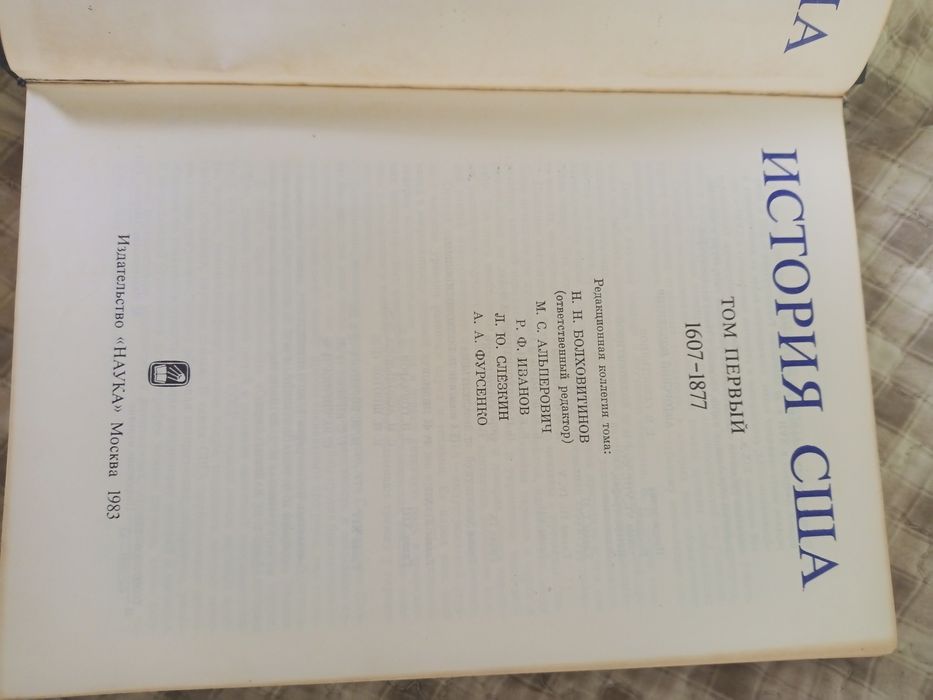 ИСТОРИЯ США
ТОМ ПЕРВЫЙ
1607-1877
Редакционная коллегия тома:
Н. Н. БОЛХОВИТИНОВ
(ответственный редактор)
М. С. АЛЬПЕРОВИЧ
Р. Ф. ИВАНОВ
Л. Ю. СЛЁЗКИН
А. А. ФУРСЕНКО
Издательство «НАУКА» Москва 1983